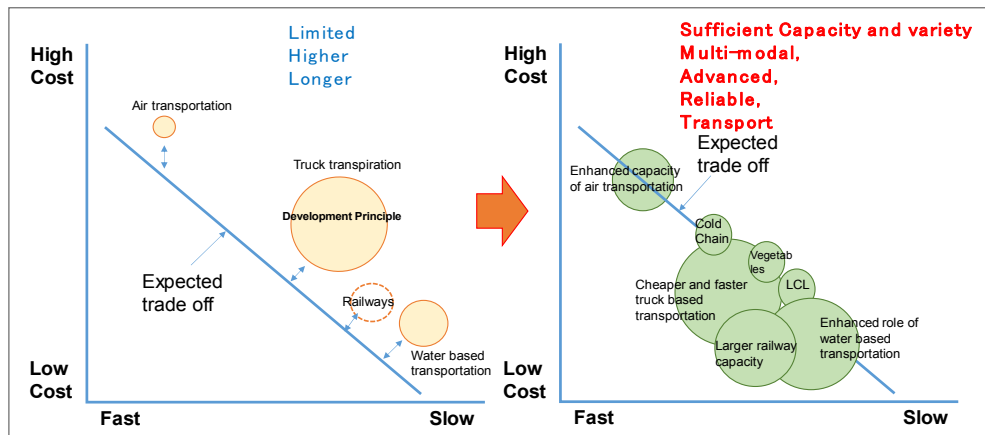 Limited
Higher
Longer
High
Cost
Air transportation
Truck transpiration
Development Principle
Expected
trade off
Railways
Water based
transportation
Low
Cost
Fast
Slow
Sufficient Capacity and variety
Multi-modal,
Advanced,
Reliable,
Transport
High
Cost
Expected
trade off
Enhanced capacity
of air transportation
Cold
Chain
Vegetab
les
LCL
Cheaper and faster
truck based
transportation
Enhanced role of
water based
transportation
Larger railway
capacity
Low
Cost
Fast
Slow